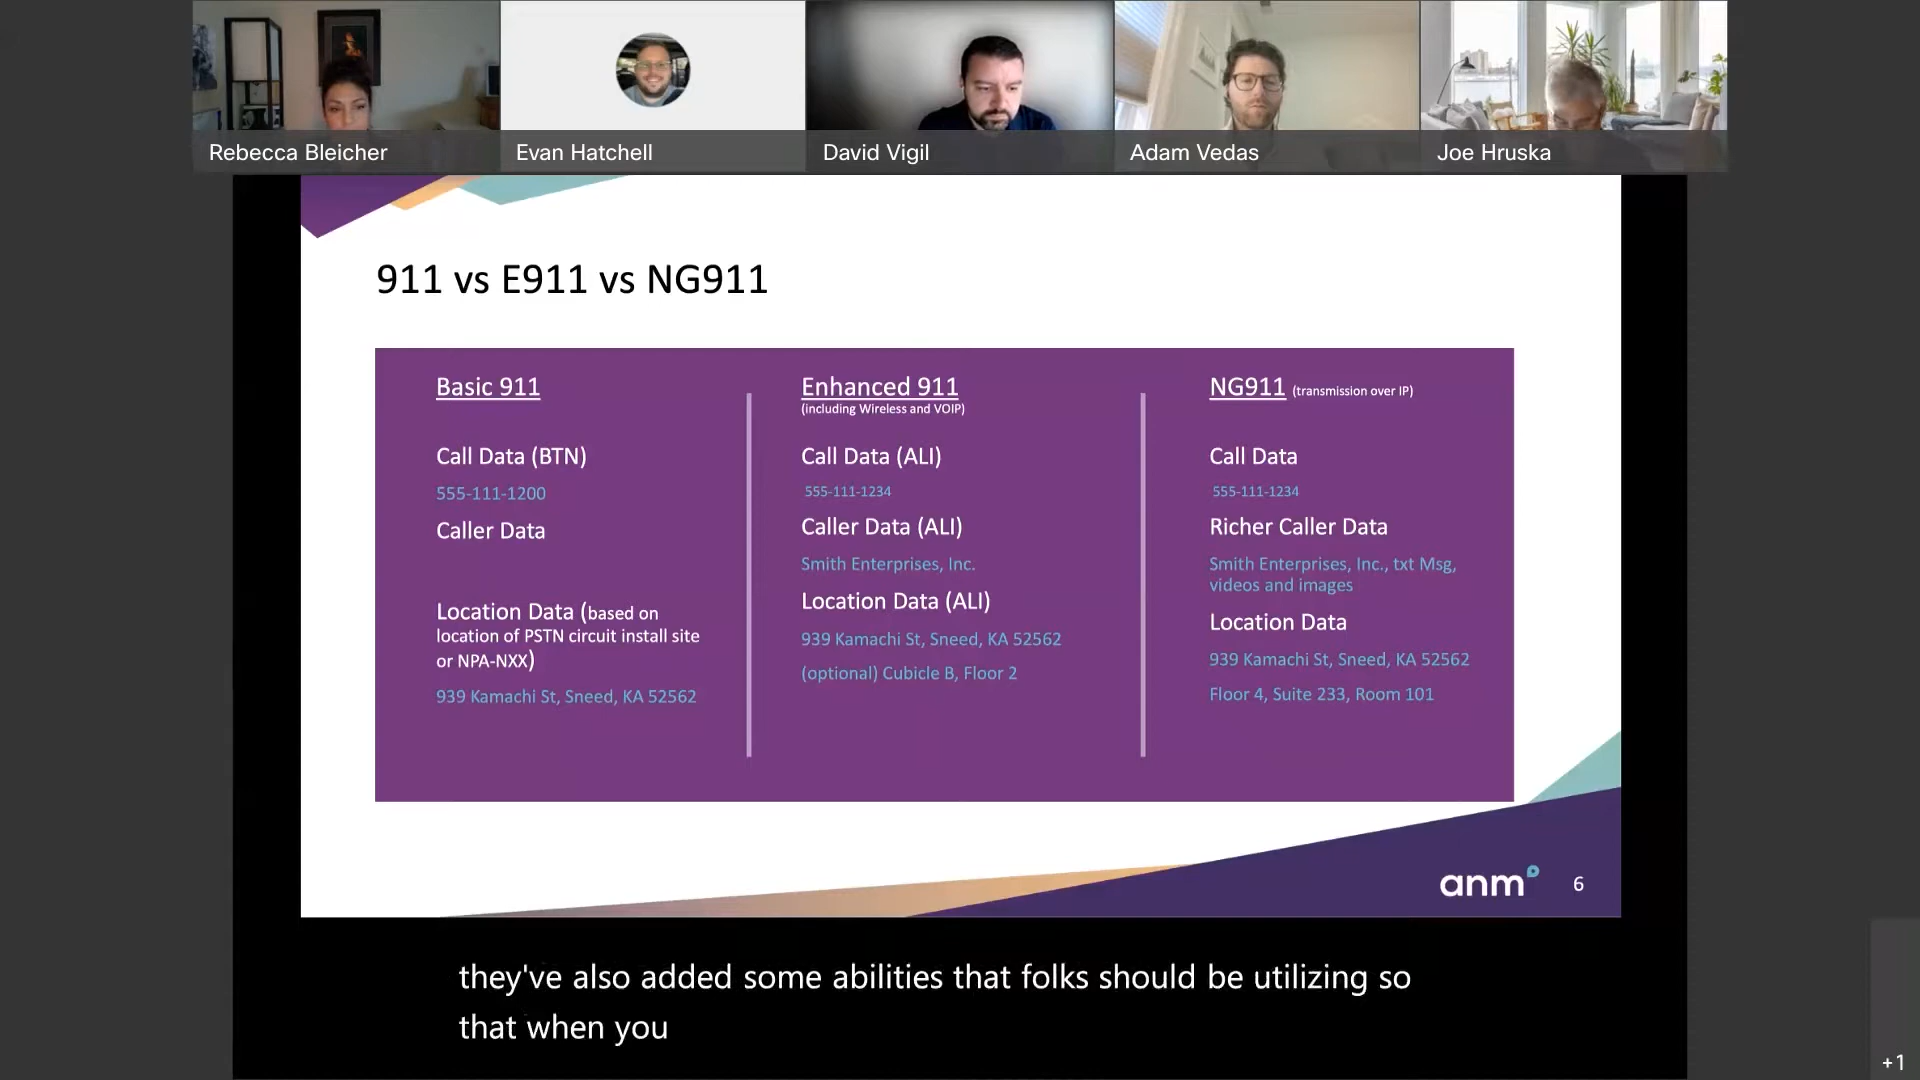 Rebecca Bleicher
Evan Hatchell
David Vigil
Adam Vedas
Joe Hruska
911 vs E911 vs NG911
Basic 911
Call Data (BTN)
555-111-1200
Caller Data
Location Data (based on
location of PSTN circuit install site
or NPA-NXX)
939 Kamachi St, Sneed, KA 52562
Enhanced 911
(including Wireless and VOIP)
Call Data (ALI)
555-111-1234
Caller Data (ALI)
Smith Enterprises, Inc.
Location Data (ALI)
939 Kamachi St, Sneed, KA 52562
(optional) Cubicle B, Floor 2
NG911 (transmission over IP)
Call Data
555-111-1234
Richer Caller Data
Smith Enterprises, Inc., txt Msg,
videos and images
Location Data
939 Kamachi St, Sneed, KA 52562
Floor 4, Suite 233, Room 101
anm
6
they've also added some abilities that folks should be utilizing so
that when you
+1